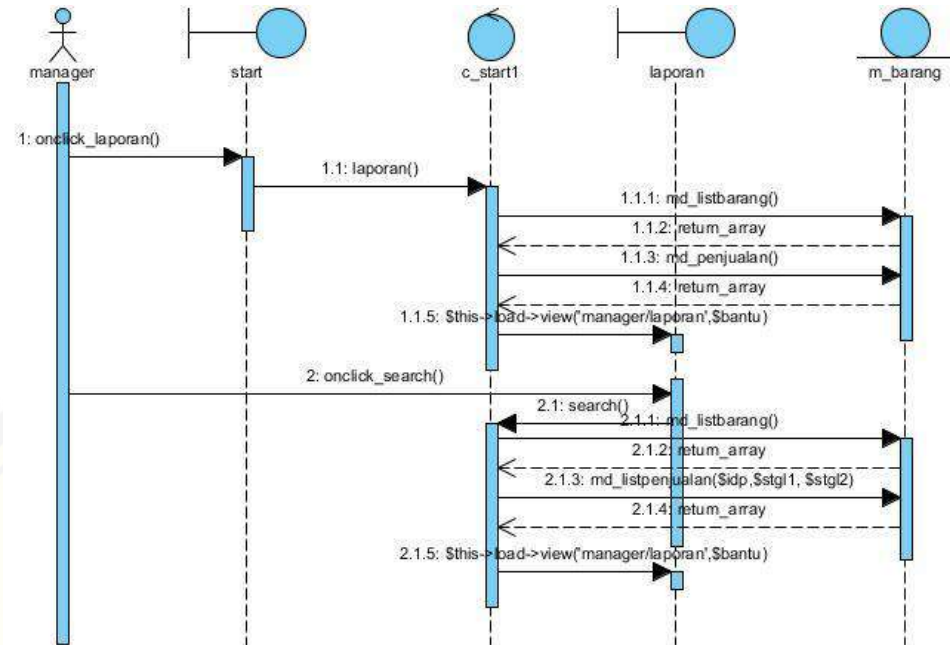 manager
start
c_start1
laporan
m_barang
1: onclick_laporan()
1.1: laporan()
1.1.1: md_listbarang()
1.1.2: return_array
1.1.3: md_penjualan()
1.1.4: return_array
1.1.5: $this->load->view('manager/laporan',$bantu)
2: onclick_search()
2.1: search()
2.1.1: md_listbarang()
2.1.2: return_array
2.1.3: md_listpenjualan($idp,$stgl1, $stgl2)
2.1.4: return_array
2.1.5: $this->load->view('manager/laporan',$bantu)